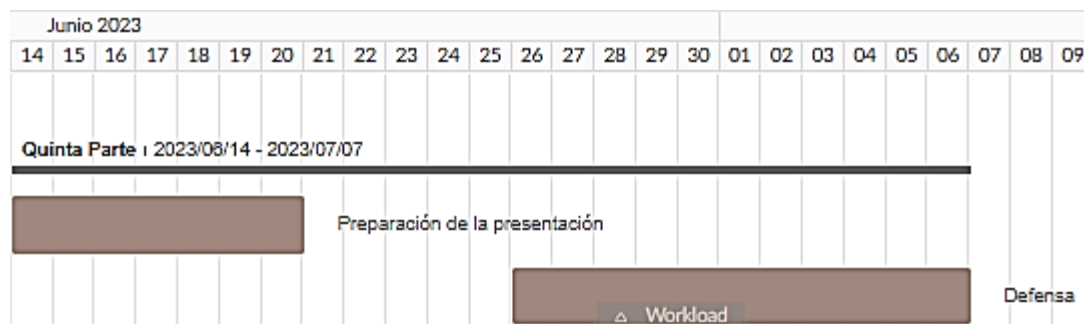 Junio 2023
14 15 16 17 18 19 20 21 22 23 24 25 26 27 28 29 30 01 02 03 04 05 06 07 08 09
Quinta Parte : 2023/06/14 - 2023/07/07
Preparación de la presentación
Defensa
Workload